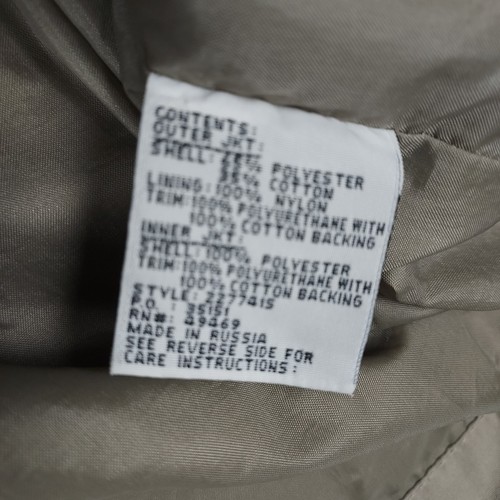 CONTENTS:
OUTER JKT:
SHELL: 65% POLYESTER
35% COTTON
LINING: 100% NYLON
TRIM: 100% POLYURETHANE WITH
100% COTTON BACKING
INNER JKT:
SHELL: 100% POLYESTER
TRIM: 100% POLYURETHANE WITH
100% COTTON BACKING
STYLE: 2277415
P.O.: 35151
RN#: 49469
MADE IN RUSSIA
SEE REVERSE SIDE FOR
CARE INSTRUCTIONS: